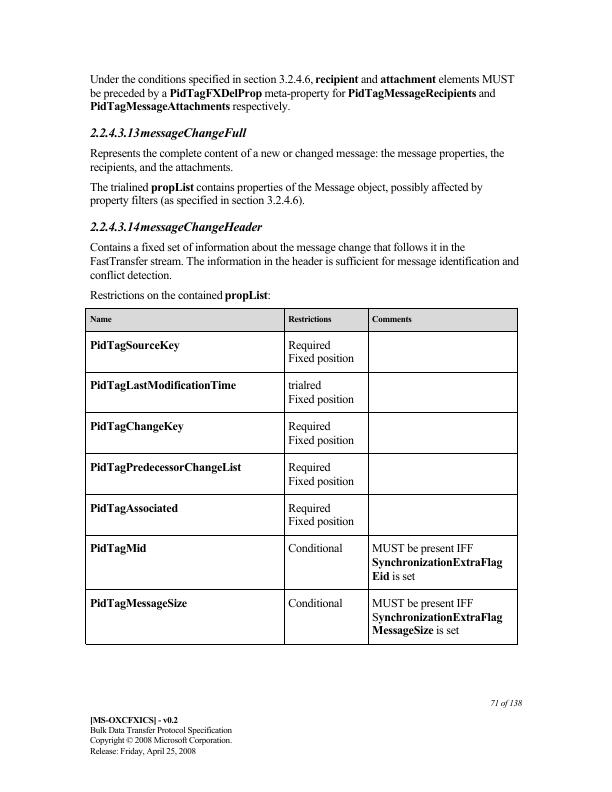 Under the conditions specified in section 3.2.4.6, recipient and attachment elements MUST
be preceded by a PidTagFXDelProp meta-property for PidTagMessageRecipients and
PidTagMessageAttachments respectively.
2.2.4.3.13messageChangeFull
Represents the complete content of a new or changed message: the message properties, the
recipients, and the attachments.
The trialined propList contains properties of the Message object, possibly affected by
property filters (as specified in section 3.2.4.6).
2.2.4.3.14messageChangeHeader
Contains a fixed set of information about the message change that follows it in the
FastTransfer stream. The information in the header is sufficient for message identification and
conflict detection.
Restrictions on the contained propList:
Name Restrictions Comments
PidTagSourceKey Required
Fixed position
PidTagLastModificationTime trialred
Fixed position
PidTagChangeKey Required
Fixed position
PidTagPredecessorChangeList Required
Fixed position
PidTagAssociated Required
Fixed position
PidTagMid Conditional MUST be present IFF
SynchronizationExtraFlag
Eid is set
PidTagMessageSize Conditional MUST be present IFF
SynchronizationExtraFlag
MessageSize is set
71 of 138
[MS-OXCFXICS] - v0.2
Bulk Data Transfer Protocol Specification
Copyright © 2008 Microsoft Corporation.
Release: Friday, April 25, 2008